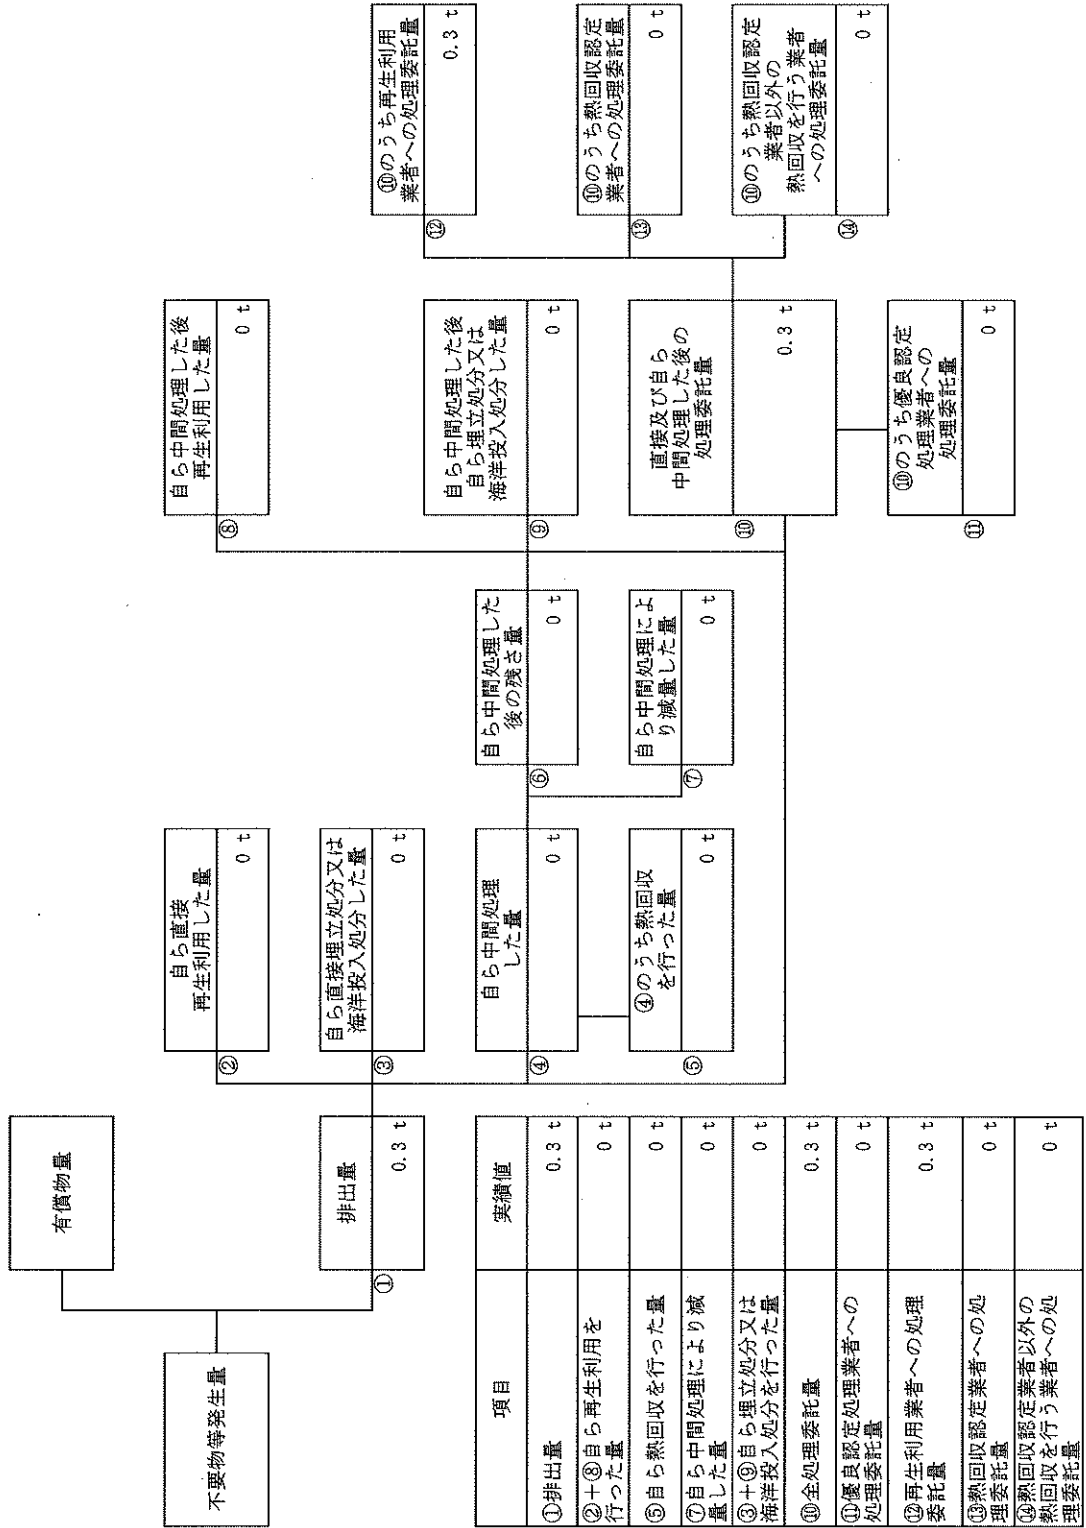 不要物等発生量
有償物量
排出量
①
0.3 t
自ら直接
再生利用した量
②
0 t
自ら直接埋立処分又は
海洋投入処分した量
③
0 t
自ら中間処理
した量
④
0 t
④のうち熱回収
を行った量
⑤
0 t
自ら中間処理した
後の残さ量
⑥
0 t
自ら中間処理によ
り減量した量
⑦
0 t
自ら中間処理した後
再生利用した量
⑧
0 t
自ら中間処理した後
自ら埋立処分又は
海洋投入処分した量
⑨
0 t
直接及び自ら
中間処理した後の
処理委託量
⑩
0.3 t
⑩のうち優良認定
処理業者への
処理委託量
⑪
0 t
⑩のうち再生利用
業者への処理委託量
⑫
0.3 t
⑩のうち熱回収認定
業者への処理委託量
⑬
0 t
⑩のうち熱回収認定
業者以外の
熱回収を行う業者
への処理委託量
⑭
0 t
項目 実績値
①排出量 0.3 t
②+⑧自ら再生利用を
行った量 0 t
⑤自ら熱回収を行った量 0 t
⑦自ら中間処理により減
量した量 0 t
③+⑨自ら埋立処分又は
海洋投入処分を行った量 0 t
⑩全処理委託量 0.3 t
⑪優良認定処理業者への
処理委託量 0 t
⑫再生利用業者への処理
委託量 0.3 t
⑬熱回収認定業者への処
理委託量 0 t
⑭熱回収認定業者以外の
熱回収を行う業者への処
理委託量 0 t